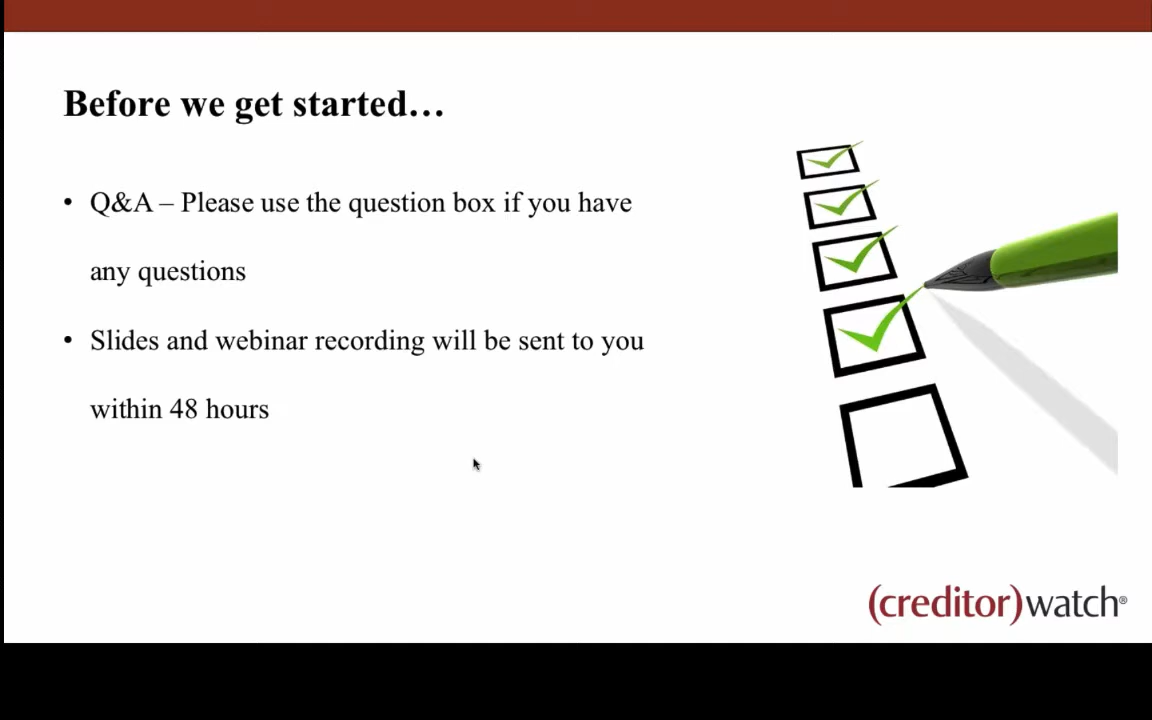 Before we get started…
• Q&A – Please use the question box if you have
any questions
• Slides and webinar recording will be sent to you
within 48 hours
(creditor)watch®